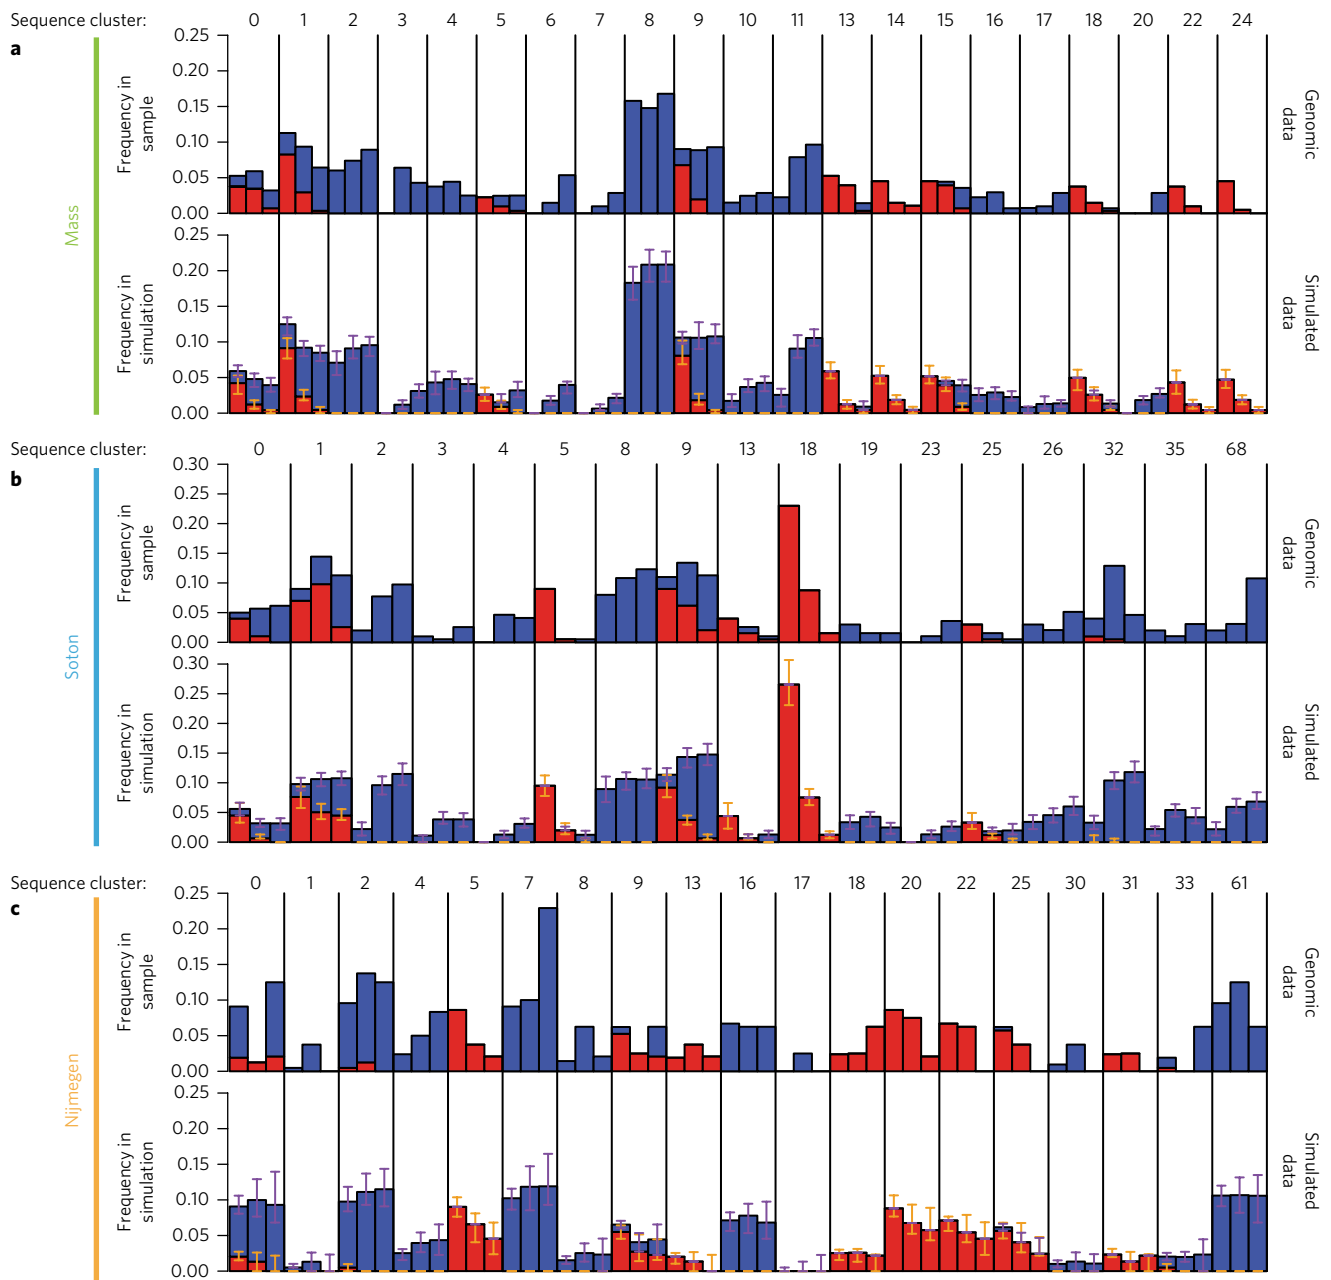 Sequence cluster: 0 1 2 3 4 5 6 7 8 9 10 11 13 14 15 16 17 18 20 22 24
a
Mass
Frequency in
sample
0.25
0.20
0.15
0.10
0.05
0.00
Genomic
data
Frequency in
simulation
0.25
0.20
0.15
0.10
0.05
0.00
Simulated
data
Sequence cluster: 0 1 2 3 4 5 8 9 13 18 19 23 25 26 32 35 68
b
Soton
Frequency in
sample
0.30
0.25
0.20
0.15
0.10
0.05
0.00
Genomic
data
Frequency in
simulation
0.30
0.25
0.20
0.15
0.10
0.05
0.00
Simulated
data
Sequence cluster: 0 1 2 4 5 7 8 9 13 16 17 18 20 22 25 30 31 33 61
c
Nijmegen
Frequency in
sample
0.25
0.20
0.15
0.10
0.05
0.00
Genomic
data
Frequency in
simulation
0.25
0.20
0.15
0.10
0.05
0.00
Simulated
data